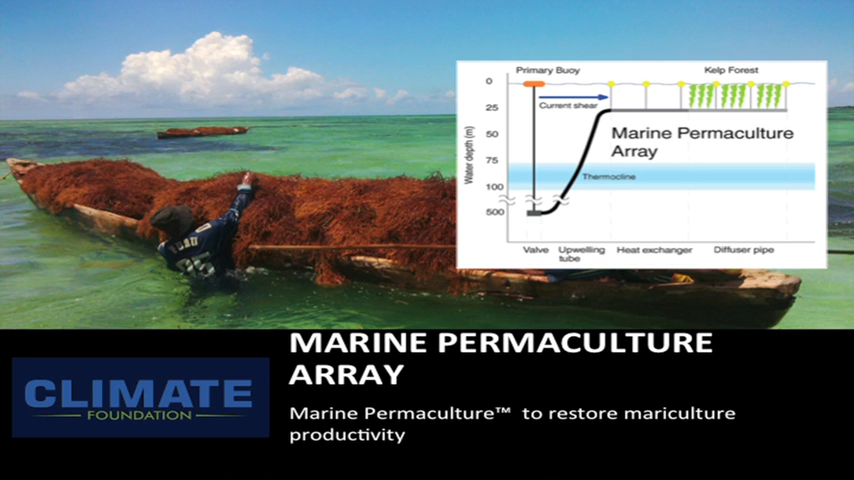 Primary Buoy
Kelp Forest
0
25
50
75
100
500
Water depth (m)
Current shear
Marine Permaculture
Array
Thermocline
Valve
Upwelling
tube
Heat exchanger
Diffuser pipe
MARINE PERMACULTURE
ARRAY
CLIMATE
FOUNDATION
Marine Permaculture™ to restore mariculture
productivity